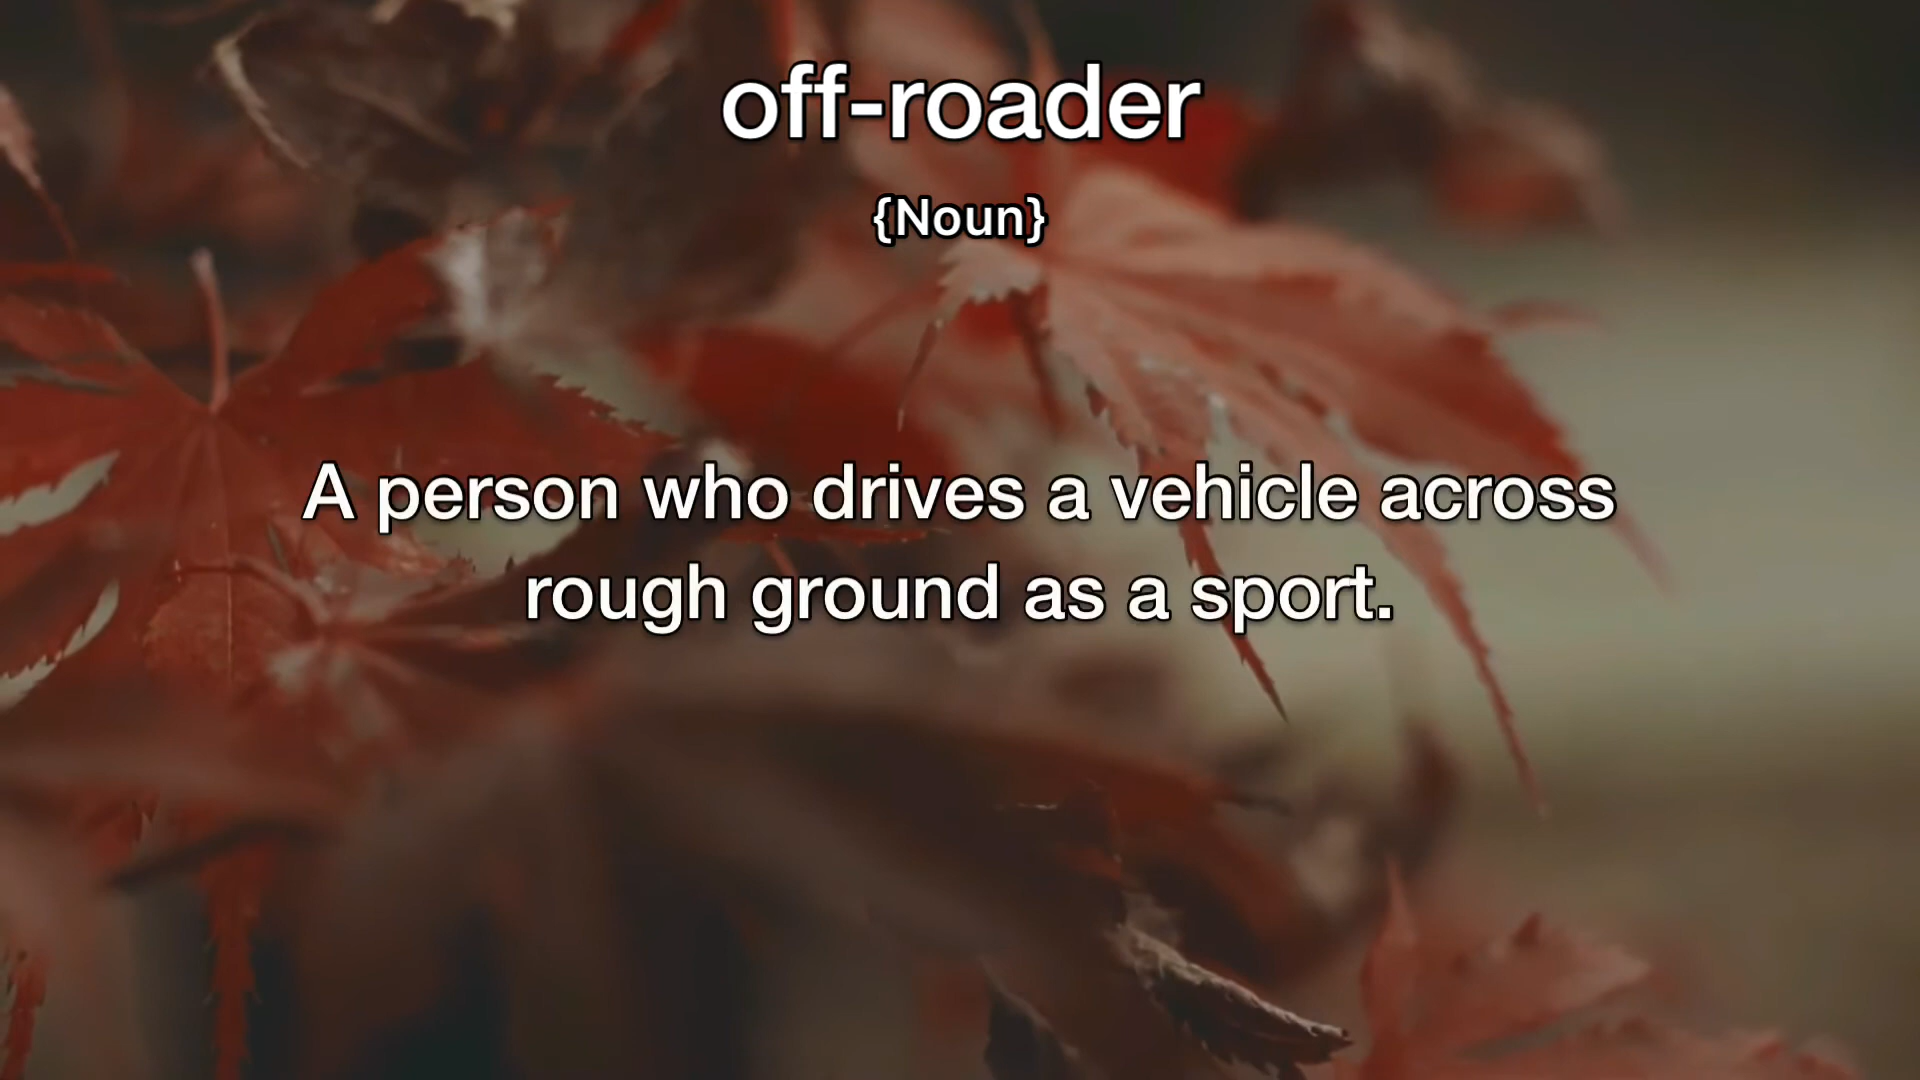 off-roader
{Noun}
A person who drives a vehicle across
rough ground as a sport.